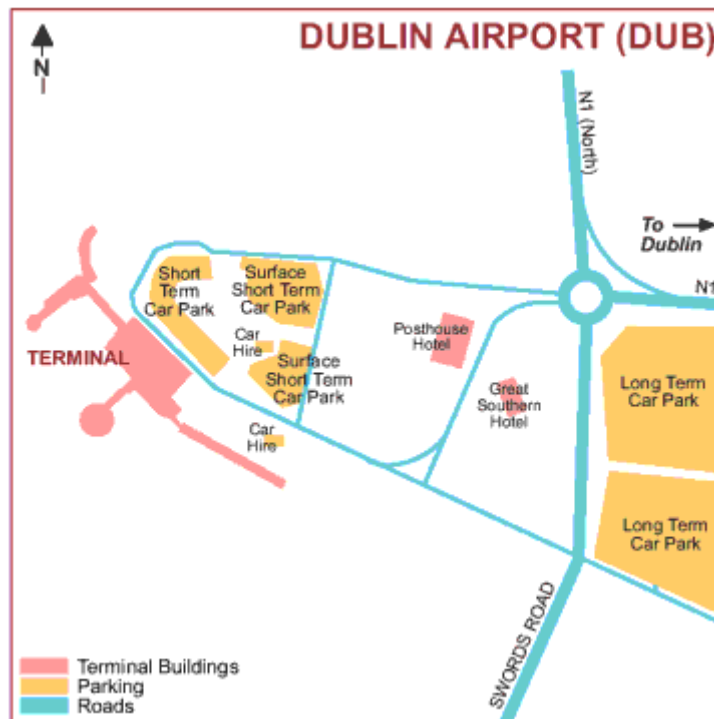 DUBLIN AIRPORT (DUB)
N
N1 (North)
To
Dublin
N1
Short
Term
Car Park
Surface
Short Term
Car Park
Car
Hire
Posthouse
Hotel
TERMINAL
Surface
Short Term
Car Park
Great
Southern
Hotel
Long Term
Car Park
Car
Hire
Long Term
Car Park
SWORDS ROAD
Terminal Buildings
Parking
Roads